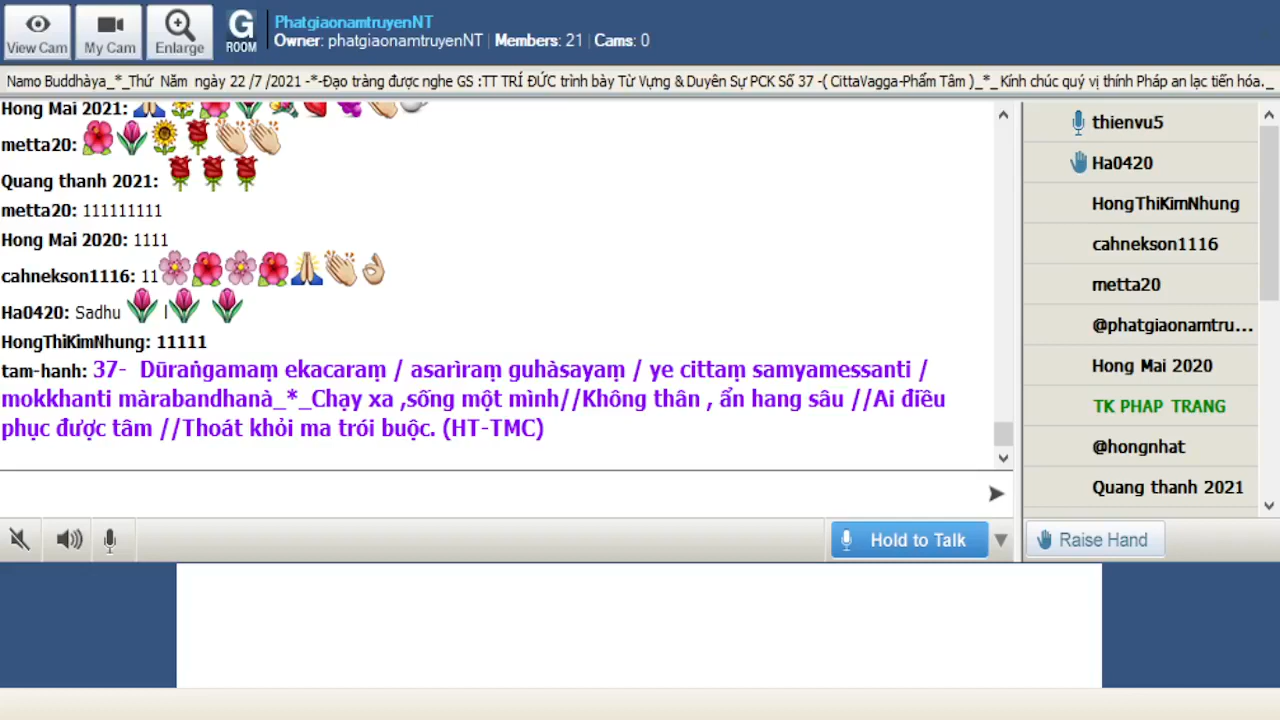 View Cam
My Cam
Enlarge
G
ROOM
PhatgiaonamtruyenNT
Owner: phatgiaonamtruyenNT | Members: 21 | Cams: 0
Namo Buddhàya_*_Thứ Năm ngày 22 /7 /2021 -*-Đạo tràng được nghe GS :TT TRÍ ĐỨC trình bày Từ Vựng & Duyên Sự PCK Số 37 -( CittaVagga-Phẩm Tâm )_*_Kính chúc quý vị thính Pháp an lạc tiến hóa._
Hong Mai 2021:
metta20:
Quang thanh 2021:
metta20: 111111111
Hong Mai 2020: 1111
cahnekson1116: 11
Ha0420: Sadhu l
HongThiKimNhung: 11111
tam-hanh: 37- Dūraṅgamaṃ ekacaraṃ / asarìraṃ guhàsayaṃ / ye cittaṃ samyamessanti /
mokkhanti màrabandhanà_*_Chạy xa ,sống một mình//Không thân , ẩn hang sâu //Ai điều
phục được tâm //Thoát khỏi ma trói buộc. (HT-TMC)
Hold to Talk
thienvu5
Ha0420
HongThiKimNhung
cahnekson1116
metta20
@phatgiaonamtru...
Hong Mai 2020
TK PHAP TRANG
@hongnhat
Quang thanh 2021
Raise Hand